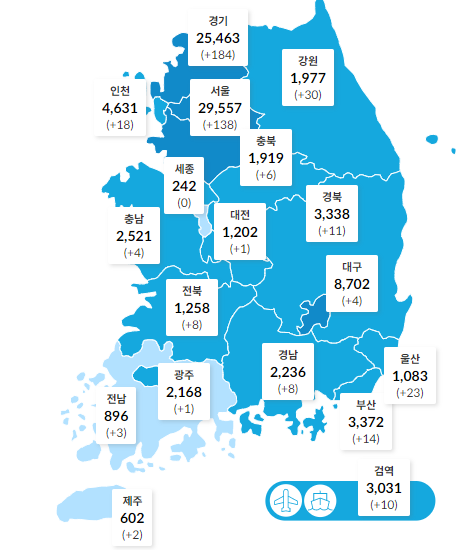 경기
25,463
(+184)
강원
1,977
(+30)
인천
4,631
(+18)
서울
29,557
(+138)
충북
1,919
(+6)
세종
242
(0)
경북
3,338
(+11)
대전
1,202
(+1)
충남
2,521
(+4)
대구
8,702
(+4)
전북
1,258
(+8)
경남
2,236
(+8)
울산
1,083
(+23)
광주
2,168
(+1)
전남
896
(+3)
부산
3,372
(+14)
검역
3,031
(+10)
제주
602
(+2)